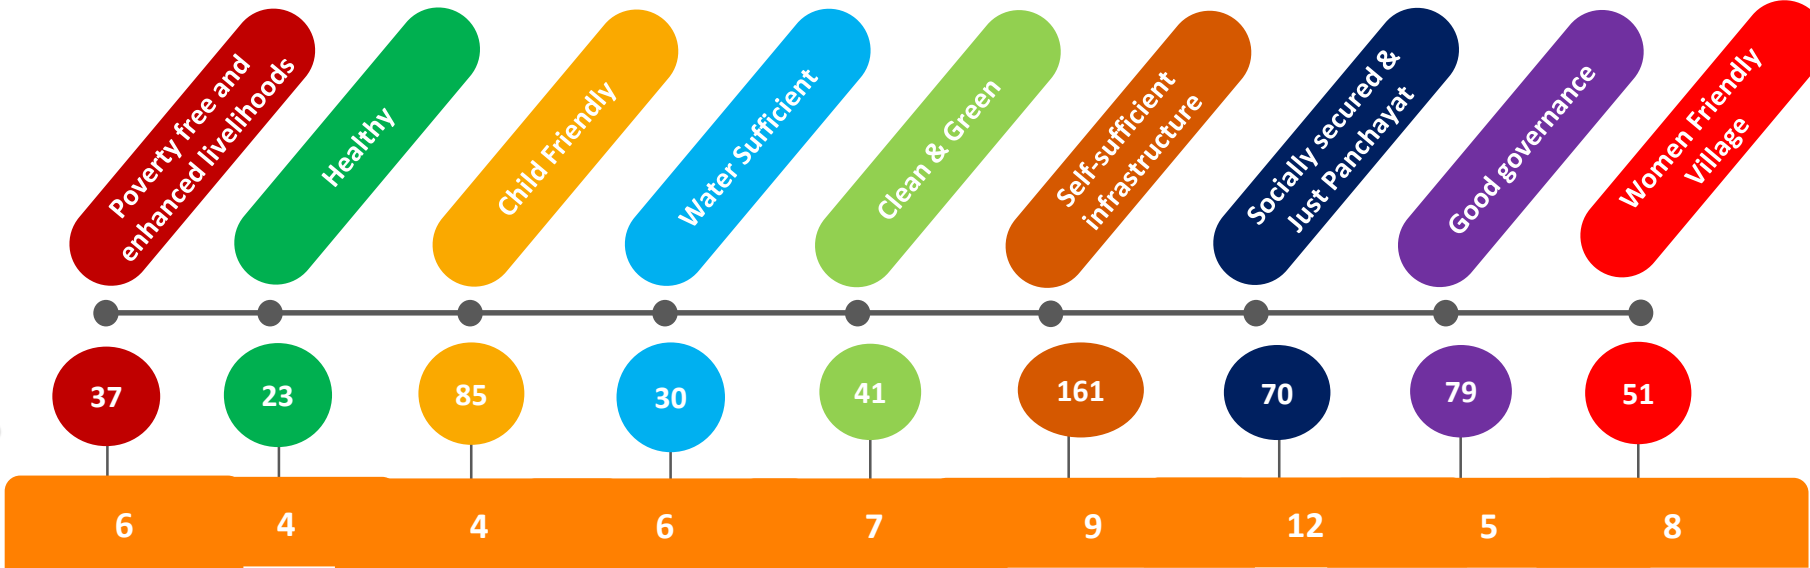 Poverty free and
enhanced livelihoods
Healthy
Child Friendly
Water Sufficient
Clean & Green
Self-sufficient
infrastructure
Socially secured &
Just Panchayat
Good governance
Women Friendly
Village
37
23
85
30
41
161
70
79
51
6
4
4
6
7
9
12
5
8